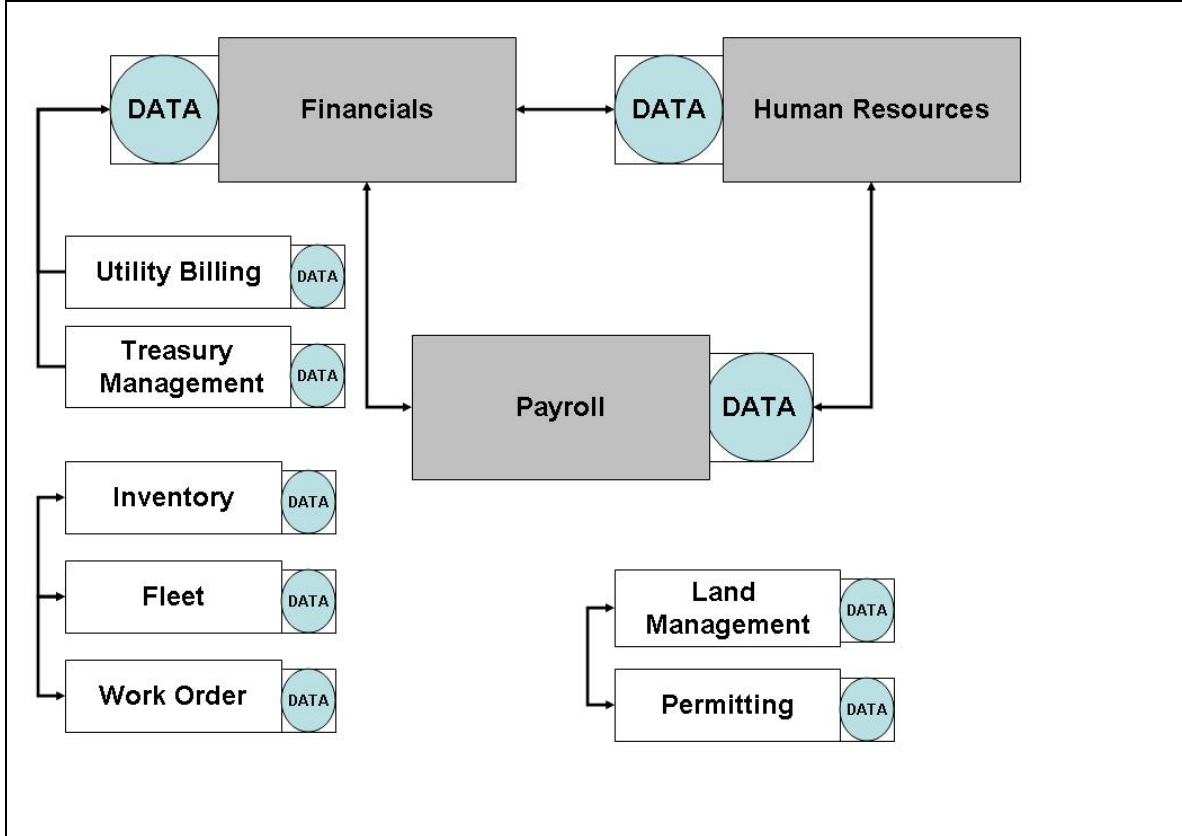 DATA
Financials
DATA
Human Resources
Utility Billing
DATA
Treasury
Management
DATA
Payroll
DATA
Inventory
DATA
Fleet
DATA
Work Order
DATA
Land
Management
DATA
Permitting
DATA